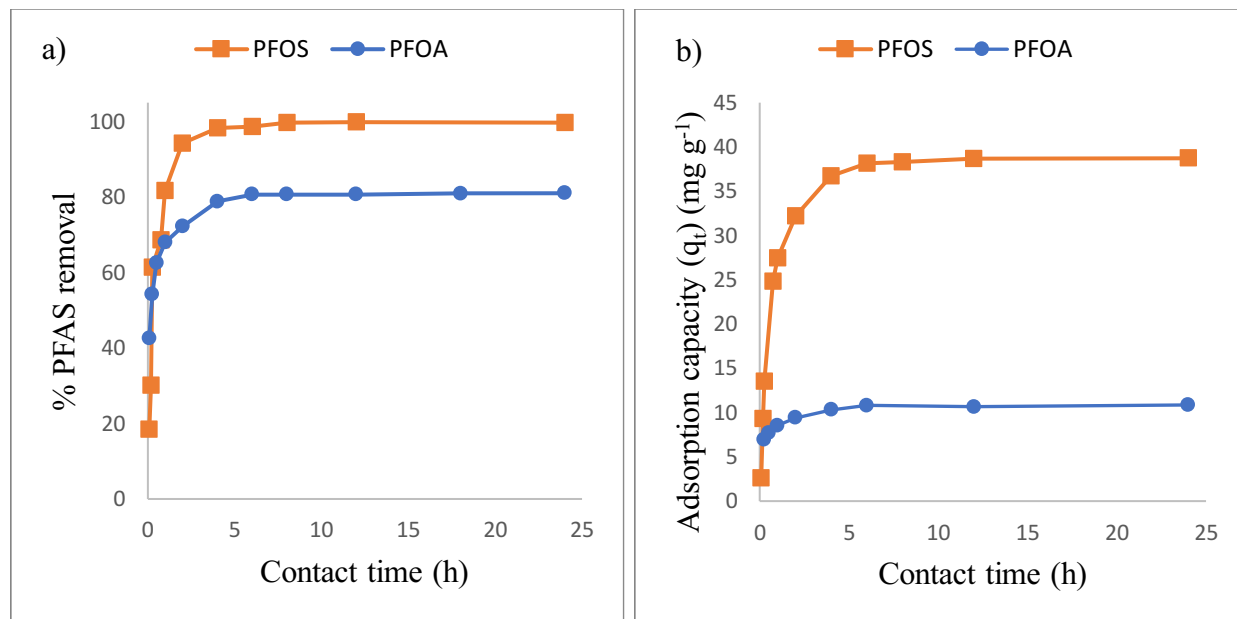 a)
PFOS PFOA
% PFAS removal
100
80
60
40
20
0
0 5 10 15 20 25
Contact time (h)
b)
PFOS PFOA
Adsorption capacity (qt) (mg g-1)
45
40
35
30
25
20
15
10
5
0
0 5 10 15 20 25
Contact time (h)